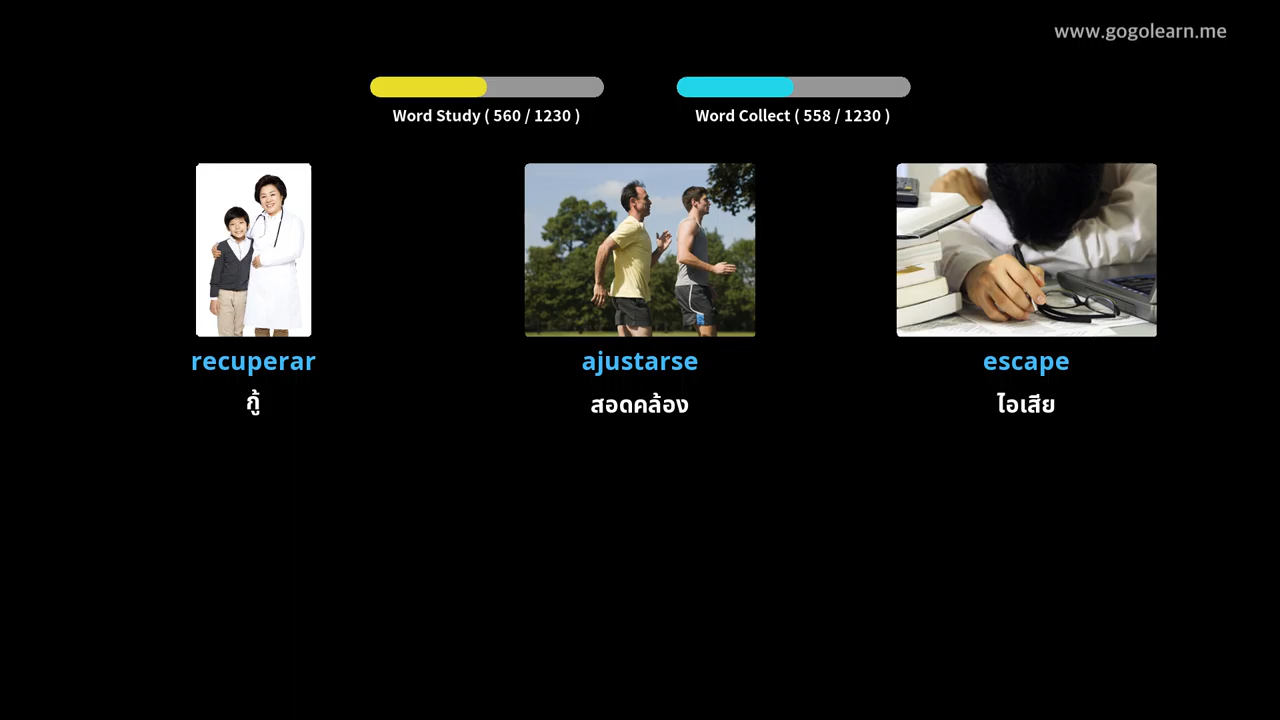 www.gogolearn.me
Word Study ( 560 / 1230 )
Word Collect ( 558 / 1230 )
recuperar
ajustarse
escape
กู้
สอดคล้อง
ไอเสีย